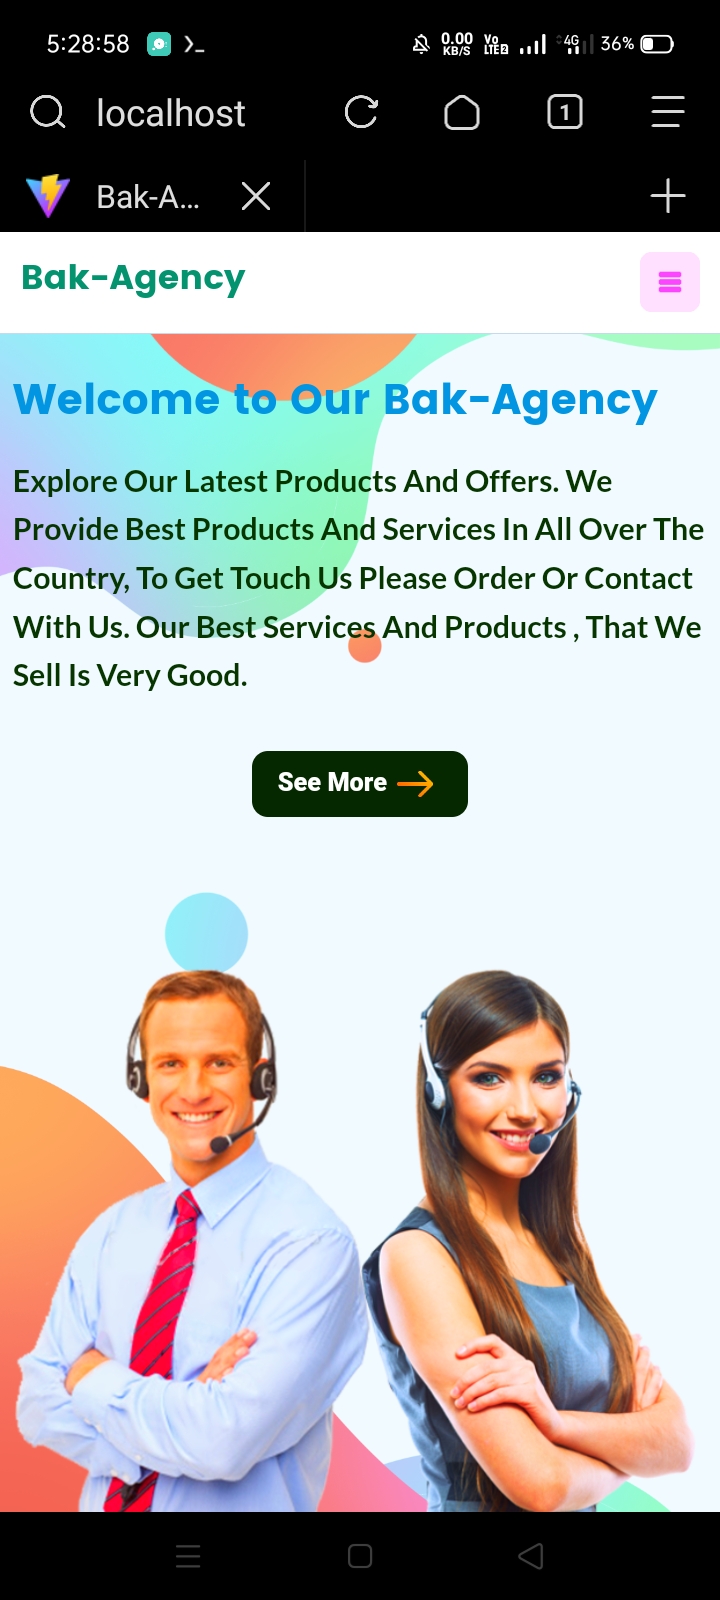 5:28:58
0.00 KB/S
Vo LTE2
4G
36%
localhost
1
Bak-A...
Bak-Agency
Welcome to Our Bak-Agency
Explore Our Latest Products And Offers. We
Provide Best Products And Services In All Over The
Country, To Get Touch Us Please Order Or Contact
With Us. Our Best Services And Products , That We
Sell Is Very Good.
See More